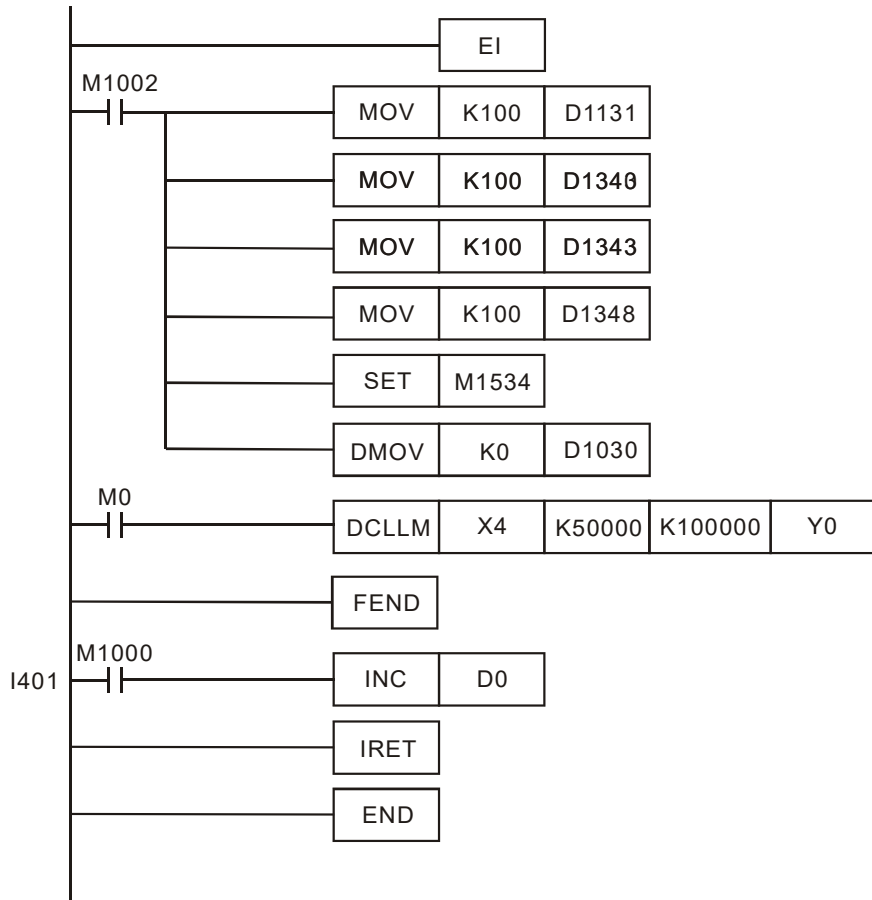 EI
M1002
MOV K100 D1131
MOV K100 D1340
MOV K100 D1343
MOV K100 D1348
SET M1534
DMOV K0 D1030
M0
DCLLM X4 K50000 K100000 Y0
FEND
M1000
I401 INC D0
IRET
END